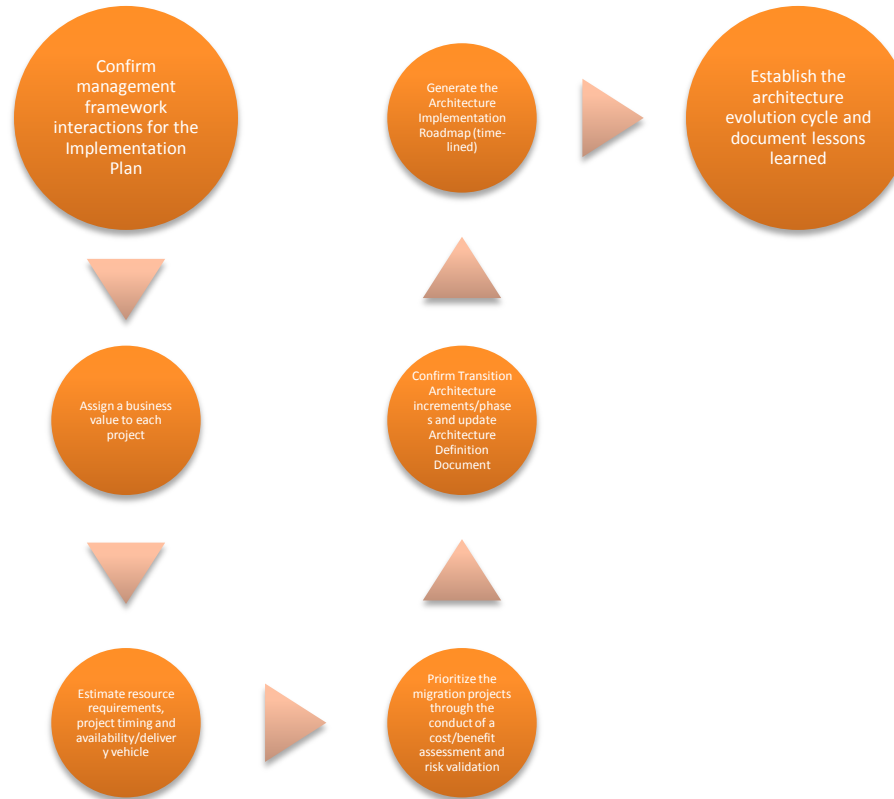 Confirm
management
framework
interactions for the
Implementation
Plan
Assign a business
value to each
project
Estimate resource
requirements,
project timing and
availability/deliver
y vehicle
Prioritize the
migration projects
through the
conduct of a
cost/benefit
assessment and
risk validation
Confirm Transition
Architecture
increments/phase
s and update
Architecture
Definition
Document
Generate the
Architecture
Implementation
Roadmap (time-
lined)
Establish the
architecture
evolution cycle and
document lessons
learned